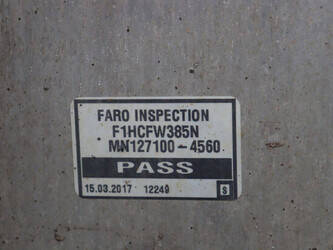 FARO INSPECTION
F1HCFW385N
MN127100-4560
PASS
15.03.2017 12249 S